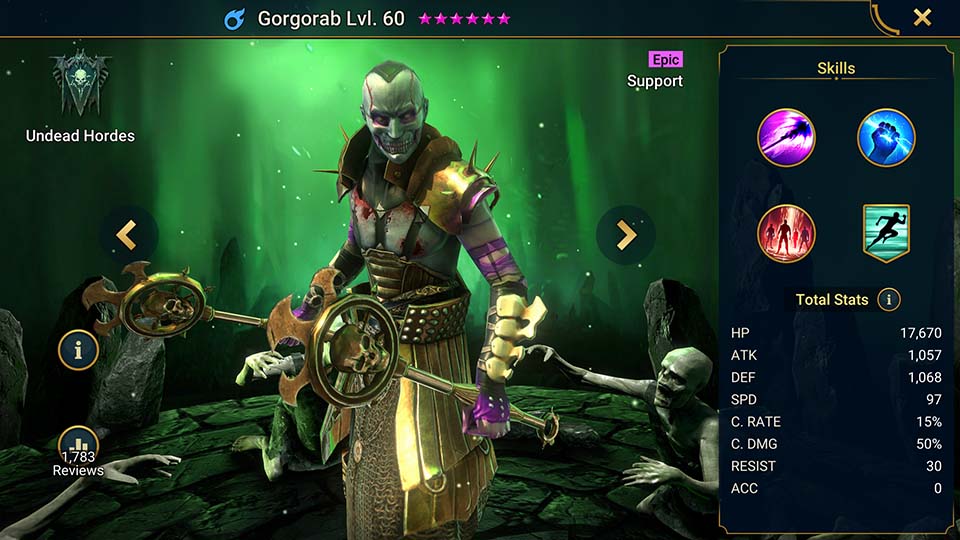 Gorgorab Lvl. 60
Epic
Support
Undead Hordes
1,783
Reviews
Skills
Total Stats
HP 17,670
ATK 1,057
DEF 1,068
SPD 97
C. RATE 15%
C. DMG 50%
RESIST 30
ACC 0